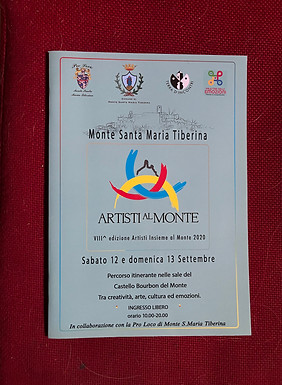 Pro Loco
Monte Santa Maria Tiberina
ARTISTI AL MONTE
VIII^ edizione Artisti Insieme al Monte 2020
Sabato 12 e domenica 13 Settembre
Percorso itinerante nelle sale del
Castello Bourbon del Monte
Tra creatività, arte, cultura ed emozioni.
INGRESSO LIBERO
orario 10.00-20.00
In collaborazione con la Pro Loco di Monte S.Maria Tiberina